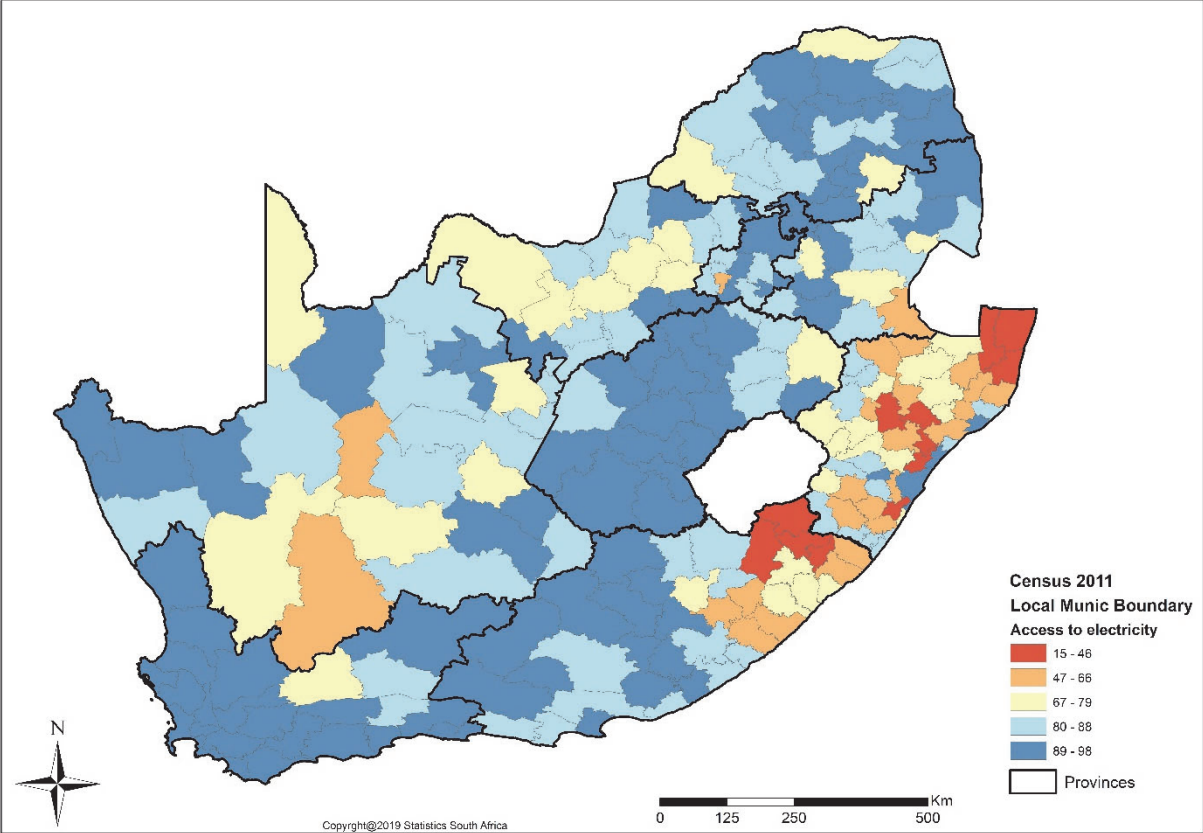 Census 2011
Local Munic Boundary
Access to electricity
15 - 46
47 - 66
67 - 79
80 - 88
89 - 98
Provinces
N
Km
0 125 250 500
Copyright@2019 Statistics South Africa